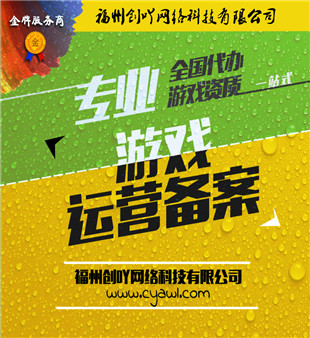 金牌服务商
福州创吖网络科技有限公司
金
专业
全国代办
游戏资质
一站式
游戏
运营备案
福州创吖网络科技有限公司
www.cyawl.com